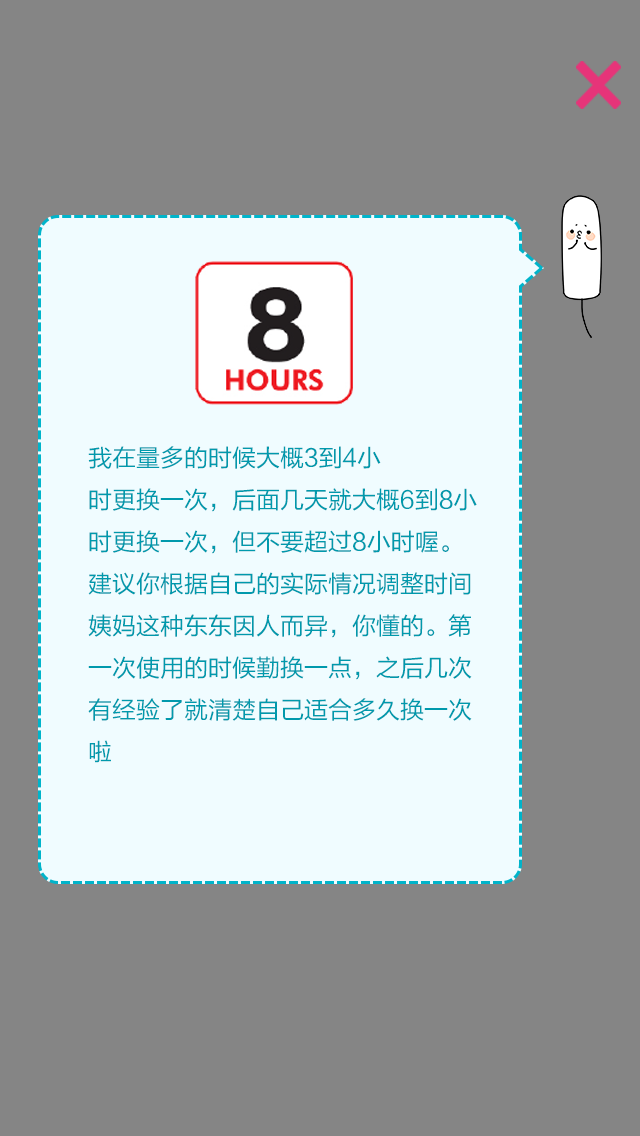 8
HOURS
我在量多的时候大概3到4小
时更换一次，后面几天就大概6到8小
时更换一次，但不要超过8小时喔。
建议你根据自己的实际情况调整时间
姨妈这种东东因人而异，你懂的。第
一次使用的时候勤换一点，之后几次
有经验了就清楚自己适合多久换一次
啦